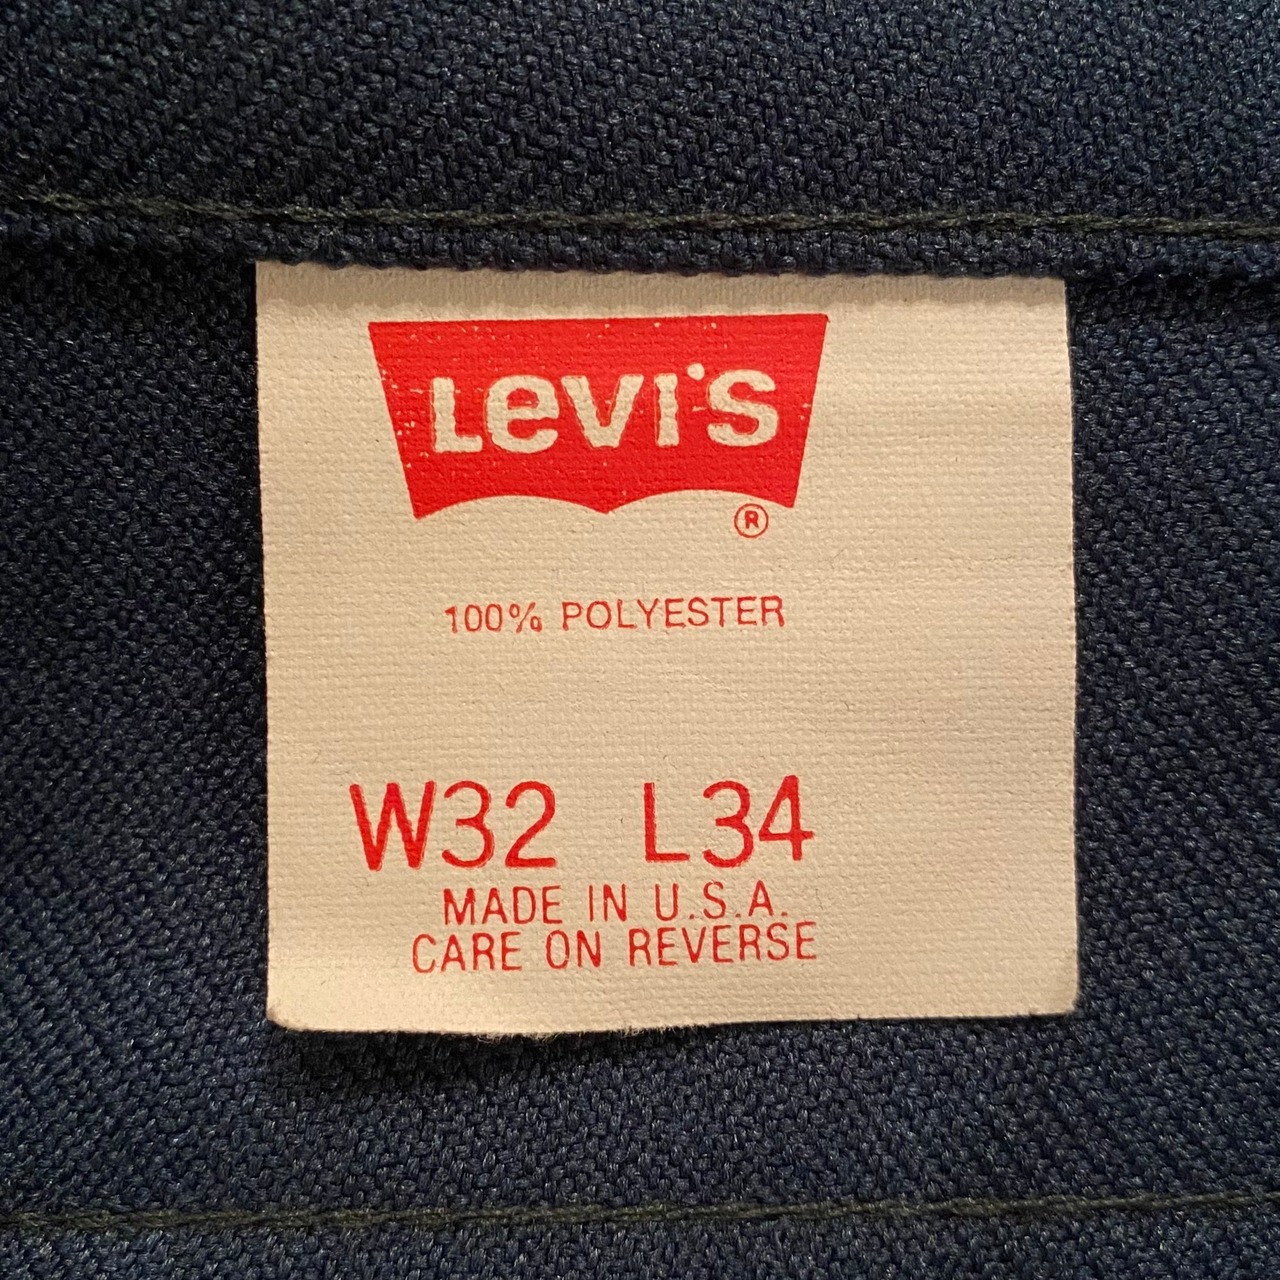 Levi's
®
100% POLYESTER
W32 L34
MADE IN U.S.A.
CARE ON REVERSE